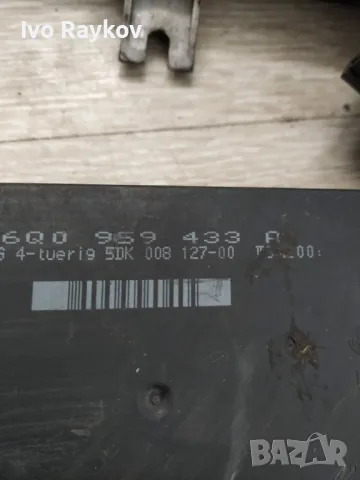 Ivo Raykov
6Q0 959 433 A
4-tuerig 5DK 008 127-00
BAZAR